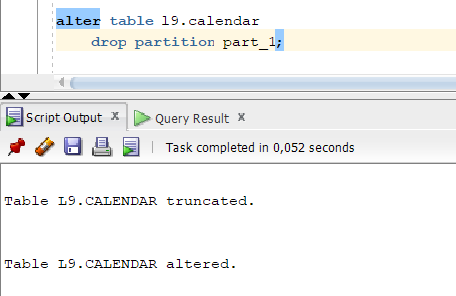 alter table l9.calendar
drop partition part_1;
Script Output x Query Result x
Task completed in 0,052 seconds
Table L9.CALENDAR truncated.
Table L9.CALENDAR altered.